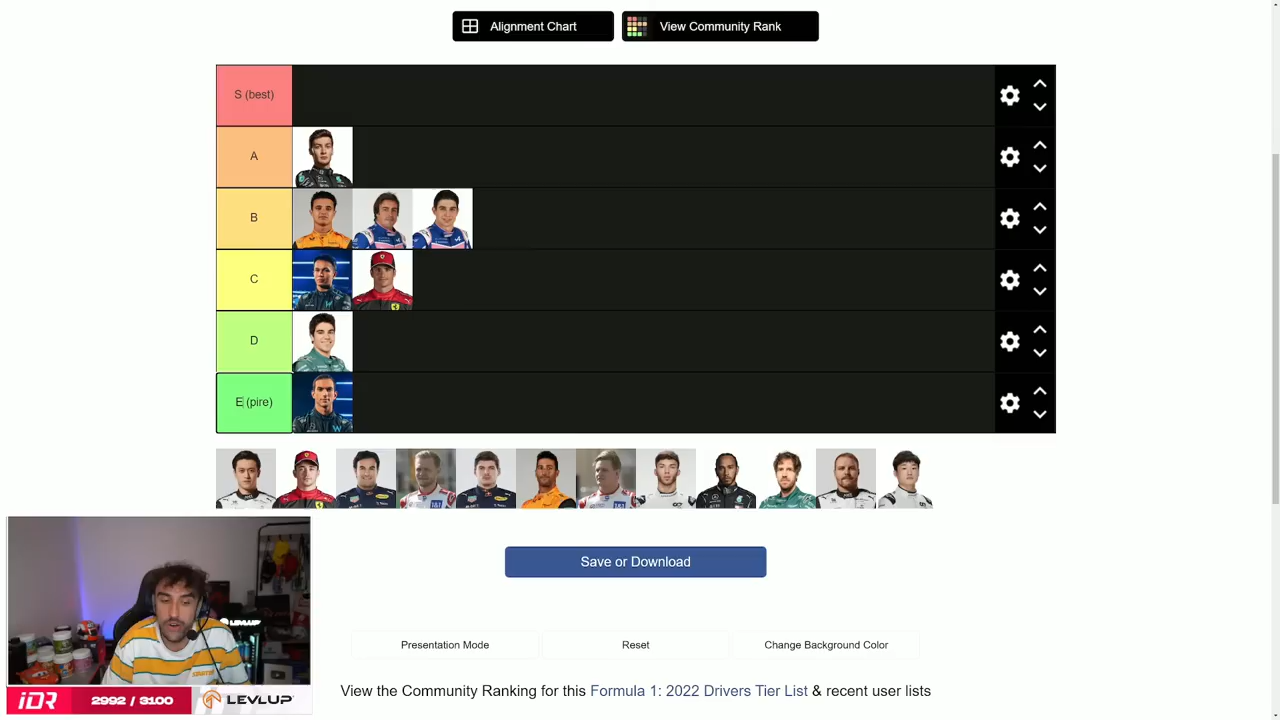 Alignment Chart
View Community Rank
S (best)
A
B
C
D
E (pire)
Save or Download
Presentation Mode
Reset
Change Background Color
View the Community Ranking for this Formula 1: 2022 Drivers Tier List & recent user lists
LEVLUP
iDR
2992 / 3100
LEVLUP